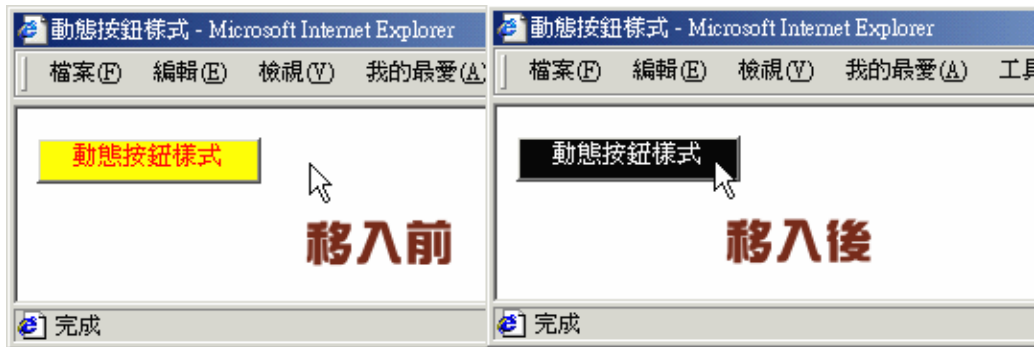 動態按鈕樣式 - Microsoft Internet Explorer
檔案(F) 編輯(E) 檢視(V) 我的最愛(A)
動態按鈕樣式
移入前
完成
動態按鈕樣式 - Microsoft Internet Explorer
檔案(F) 編輯(E) 檢視(V) 我的最愛(A) 工具
動態按鈕樣式
移入後
完成